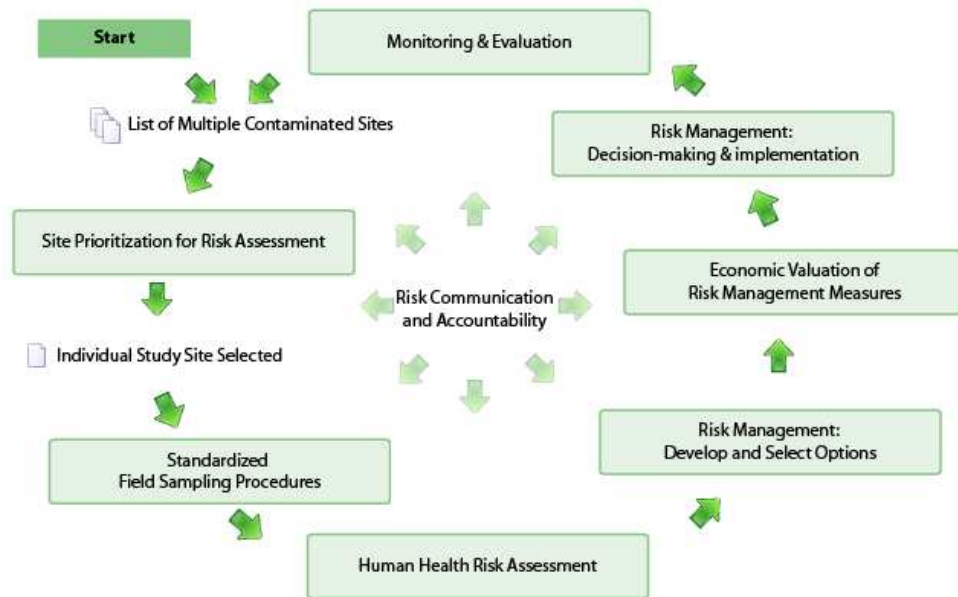 Start
Monitoring & Evaluation
List of Multiple Contaminated Sites
Risk Management:
Decision-making & implementation
Site Prioritization for Risk Assessment
Economic Valuation of
Risk Management Measures
Risk Communication
and Accountability
Individual Study Site Selected
Risk Management:
Develop and Select Options
Standardized
Field Sampling Procedures
Human Health Risk Assessment